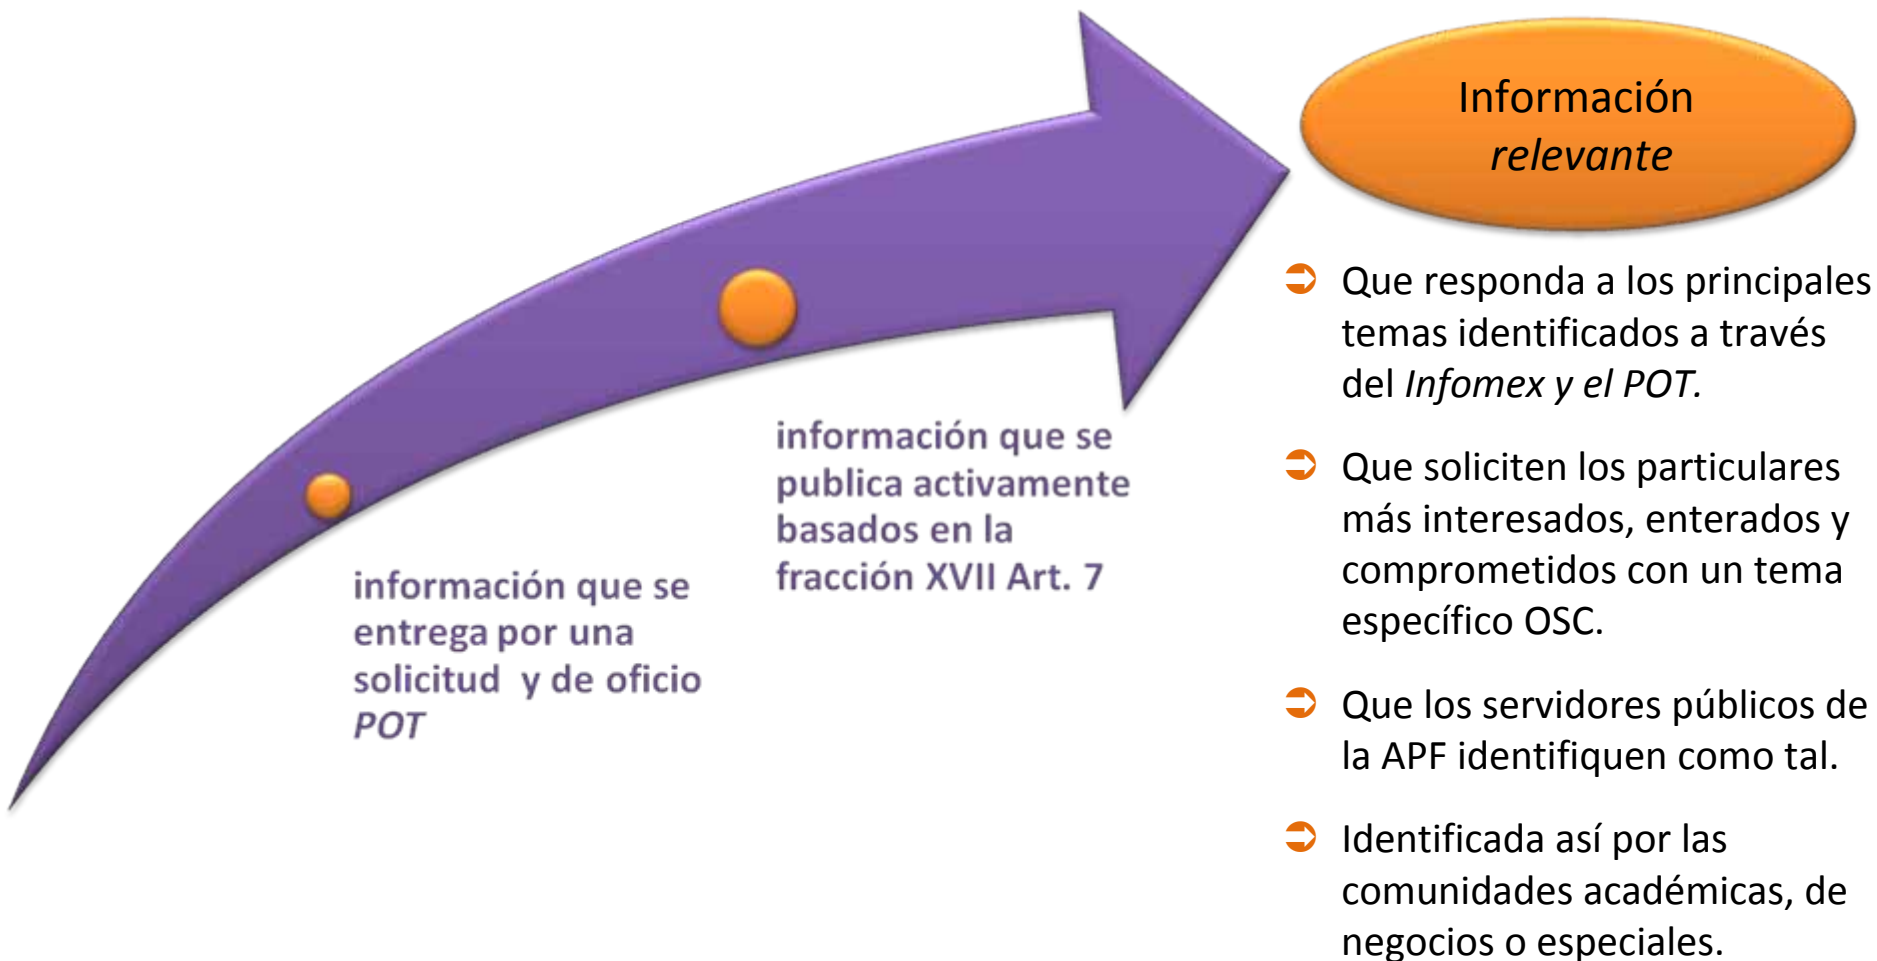 Información
relevante
Que responda a los principales
temas identificados a través
del Infomex y el POT.
Que soliciten los particulares
más interesados, enterados y
comprometidos con un tema
específico OSC.
Que los servidores públicos de
la APF identifiquen como tal.
Identificada así por las
comunidades académicas, de
negocios o especiales.
información que se
publica activamente
basados en la
fracción XVII Art. 7
información que se
entrega por una
solicitud y de oficio
POT